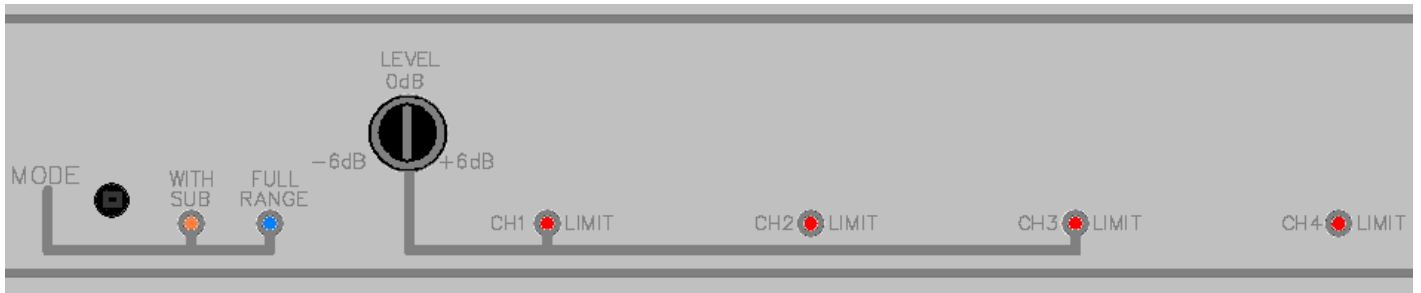 LEVEL
0dB
-6dB +6dB
MODE
WITH SUB
FULL RANGE
CH1 LIMIT
CH2 LIMIT
CH3 LIMIT
CH4 LIMIT